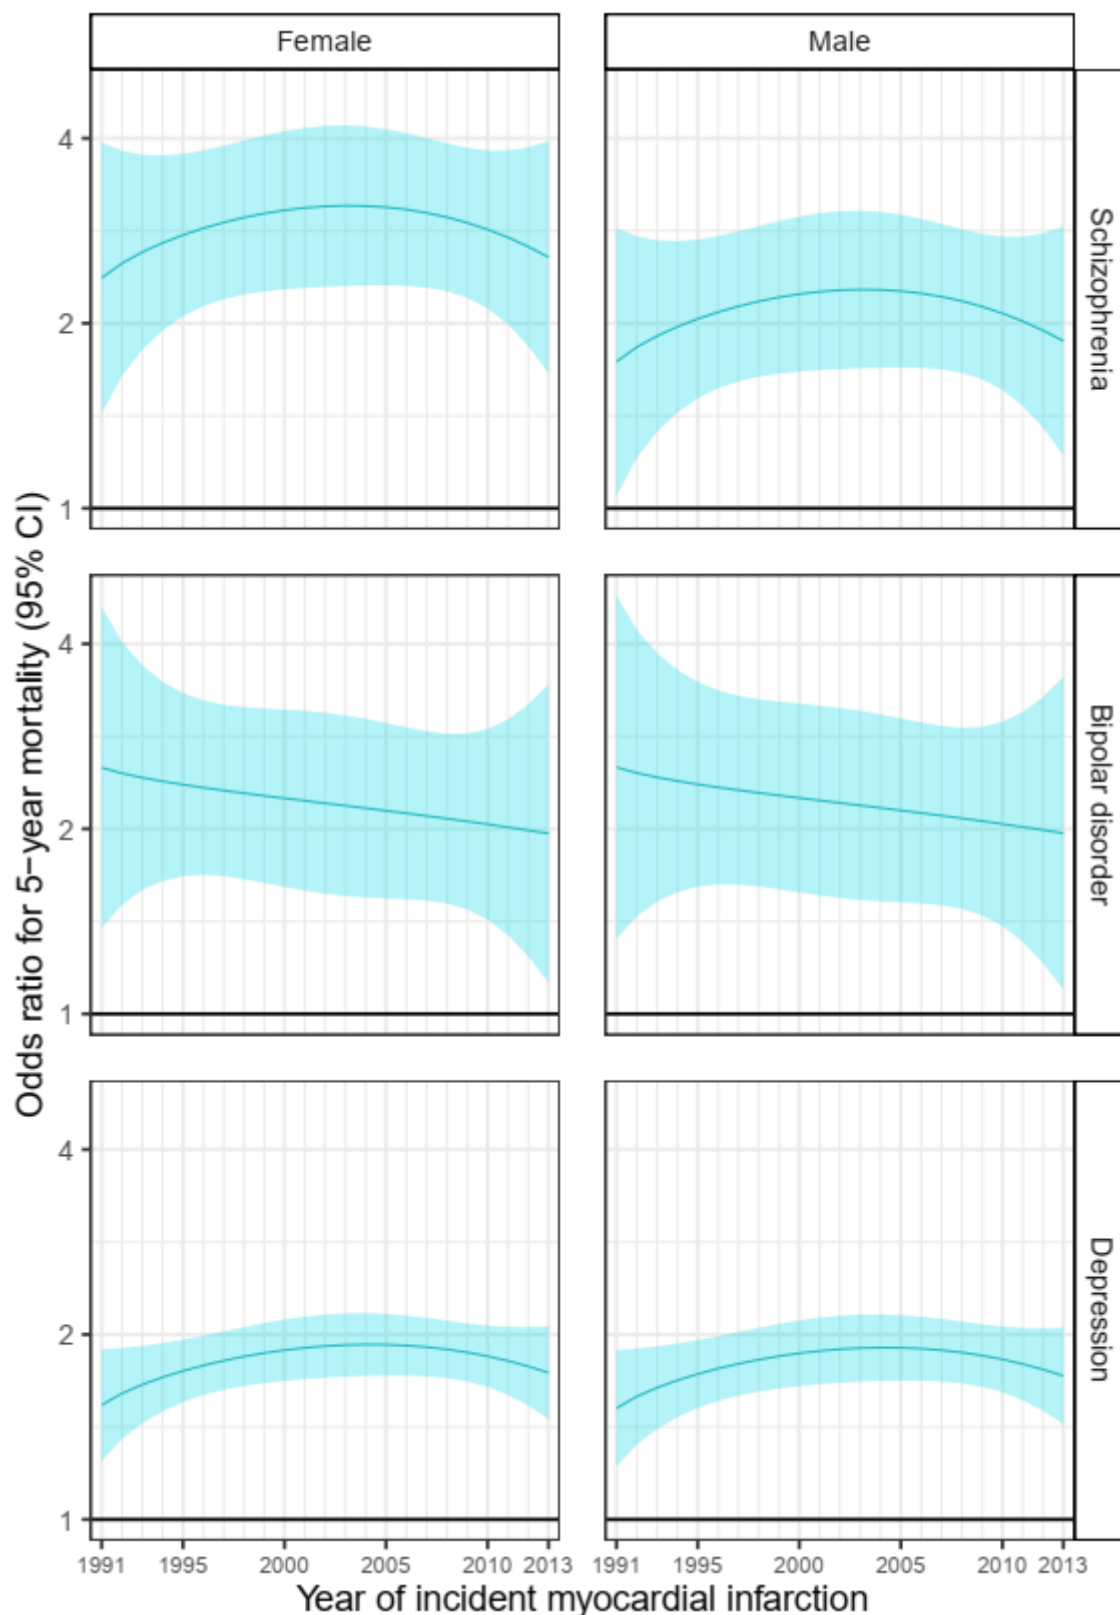 Female
Male
4
2
1
Schizophrenia
Odds ratio for 5-year mortality (95% CI)
4
2
1
Bipolar disorder
4
2
1
Depression
1991 1995 2000 2005 2010 2013
1991 1995 2000 2005 2010 2013
Year of incident myocardial infarction